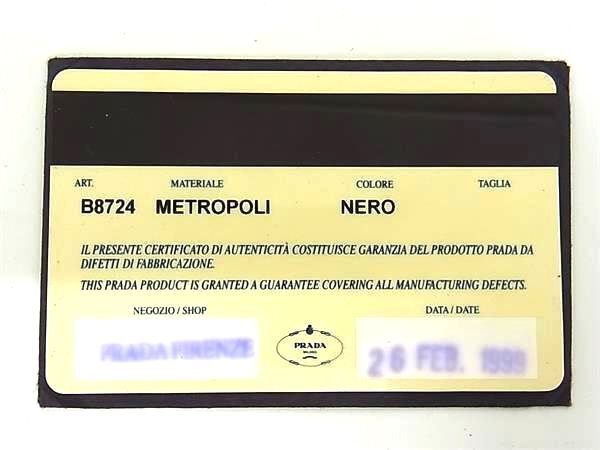 ART. MATERIALE COLORE TAGLIA
B8724 METROPOLI NERO
IL PRESENTE CERTIFICATO DI AUTENTICITÀ COSTITUISCE GARANZIA DEL PRODOTTO PRADA DA
DIFETTI DI FABBRICAZIONE.
THIS PRADA PRODUCT IS GRANTED A GUARANTEE COVERING ALL MANUFACTURING DEFECTS.
NEGOZIO / SHOP DATA / DATE
PRADA FIRENZE
PRADA
MILANO
26 FEB. 1999